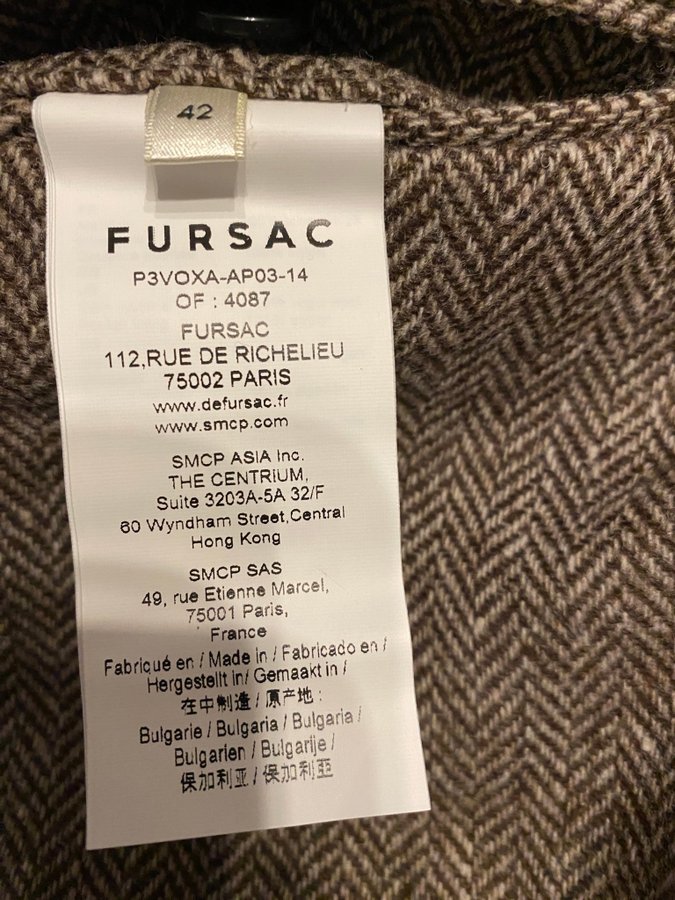 42
FURSAC
P3VOXA-AP03-14
OF : 4087
FURSAC
112,RUE DE RICHELIEU
75002 PARIS
www.defursac.fr
www.smcp.com
SMCP ASIA Inc.
THE CENTRIUM,
Suite 3203A-5A 32/F
60 Wyndham Street,Central
Hong Kong
SMCP SAS
49, rue Etienne Marcel,
75001 Paris,
France
Fabriqué en / Made in / Fabricado en /
Hergestellt in/ Gemaakt in /
在中制造 / 原产地 :
Bulgarie / Bulgaria / Bulgaria /
Bulgarien / Bulgarije /
保加利亚 / 保加利亞